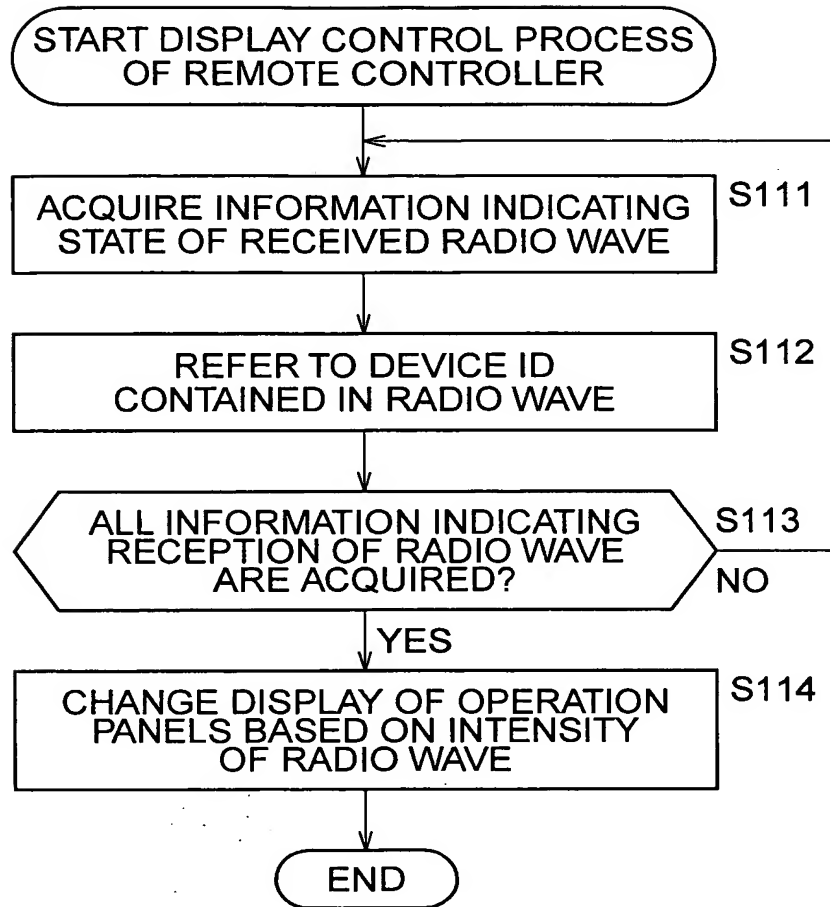 START DISPLAY CONTROL PROCESS
OF REMOTE CONTROLLER
S111
ACQUIRE INFORMATION INDICATING
STATE OF RECEIVED RADIO WAVE
S112
REFER TO DEVICE ID
CONTAINED IN RADIO WAVE
S113
ALL INFORMATION INDICATING
RECEPTION OF RADIO WAVE
ARE ACQUIRED?
NO
YES
S114
CHANGE DISPLAY OF OPERATION
PANELS BASED ON INTENSITY
OF RADIO WAVE
END